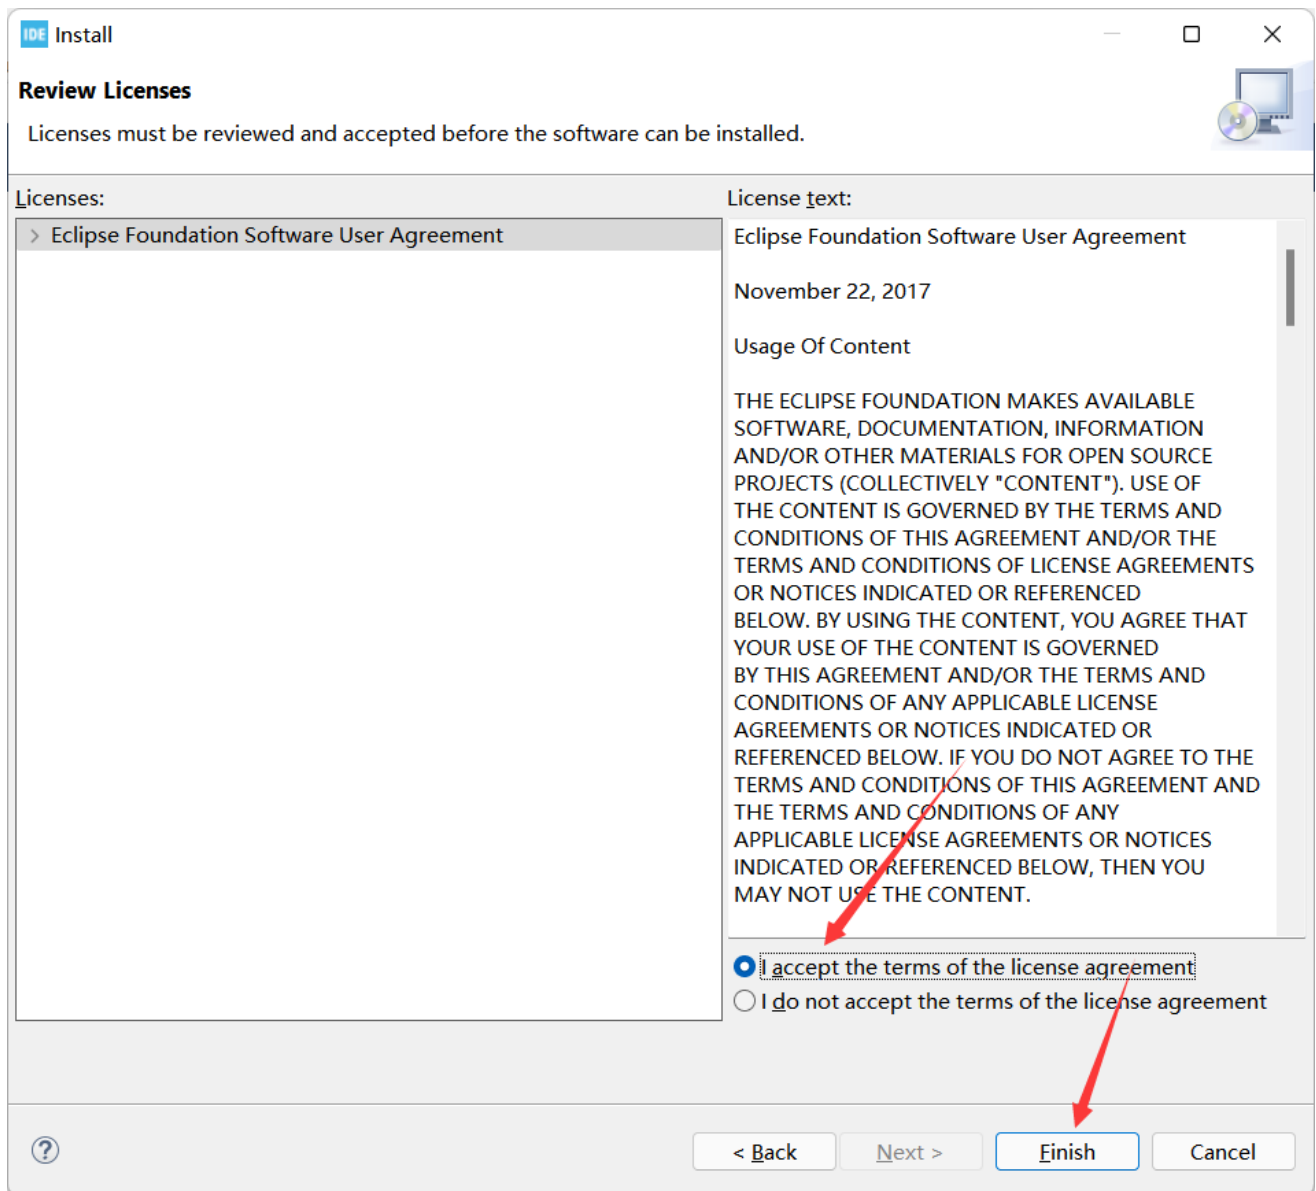 IDE Install
Review Licenses
Licenses must be reviewed and accepted before the software can be installed.
Licenses:
Eclipse Foundation Software User Agreement
License text:
Eclipse Foundation Software User Agreement
November 22, 2017
Usage Of Content
THE ECLIPSE FOUNDATION MAKES AVAILABLE
SOFTWARE, DOCUMENTATION, INFORMATION
AND/OR OTHER MATERIALS FOR OPEN SOURCE
PROJECTS (COLLECTIVELY "CONTENT"). USE OF
THE CONTENT IS GOVERNED BY THE TERMS AND
CONDITIONS OF THIS AGREEMENT AND/OR THE
TERMS AND CONDITIONS OF LICENSE AGREEMENTS
OR NOTICES INDICATED OR REFERENCED
BELOW. BY USING THE CONTENT, YOU AGREE THAT
YOUR USE OF THE CONTENT IS GOVERNED
BY THIS AGREEMENT AND/OR THE TERMS AND
CONDITIONS OF ANY APPLICABLE LICENSE
AGREEMENTS OR NOTICES INDICATED OR
REFERENCED BELOW. IF YOU DO NOT AGREE TO THE
TERMS AND CONDITIONS OF THIS AGREEMENT AND
THE TERMS AND CONDITIONS OF ANY
APPLICABLE LICENSE AGREEMENTS OR NOTICES
INDICATED OR REFERENCED BELOW, THEN YOU
MAY NOT USE THE CONTENT.
I accept the terms of the license agreement
I do not accept the terms of the license agreement
? < Back Next > Finish Cancel